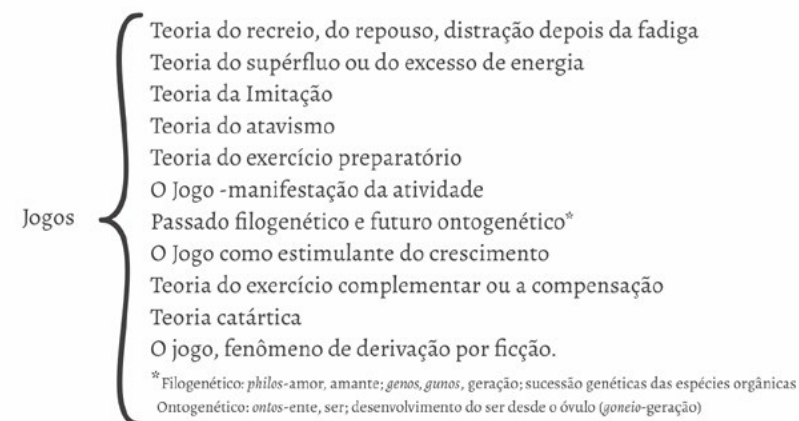 Teoria do recreio, do repouso, distração depois da fadiga
Teoria do supérfluo ou do excesso de energia
Teoria da Imitação
Teoria do atavismo
Teoria do exercício preparatório
O Jogo -manifestação da atividade
Jogos
Passado filogenético e futuro ontogenético*
O Jogo como estimulante do crescimento
Teoria do exercício complementar ou a compensação
Teoria catártica
O jogo, fenômeno de derivação por ficção.
*Filogenético: philos-amor, amante; genos, gunos, geração; sucessão genéticas das espécies orgânicas
Ontogenético: ontos-ente, ser; desenvolvimento do ser desde o óvulo (goneio-geração)